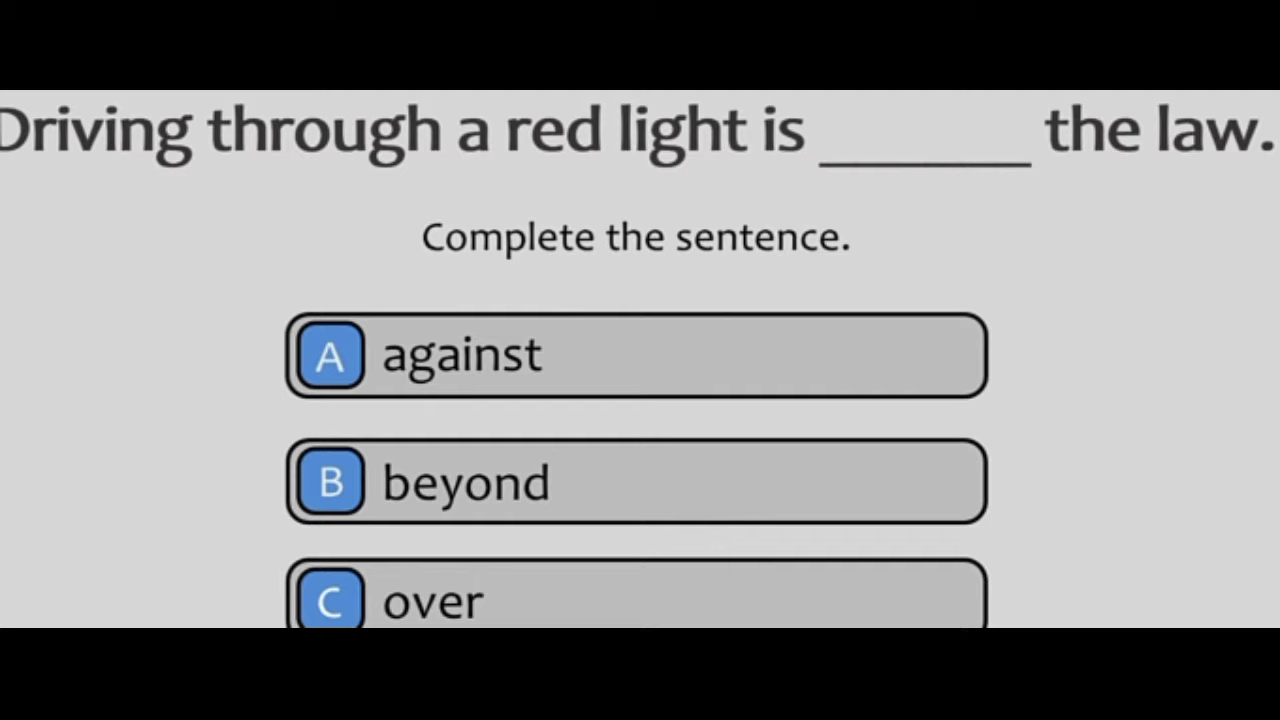 Driving through a red light is _______ the law.
Complete the sentence.
A against
B beyond
C over